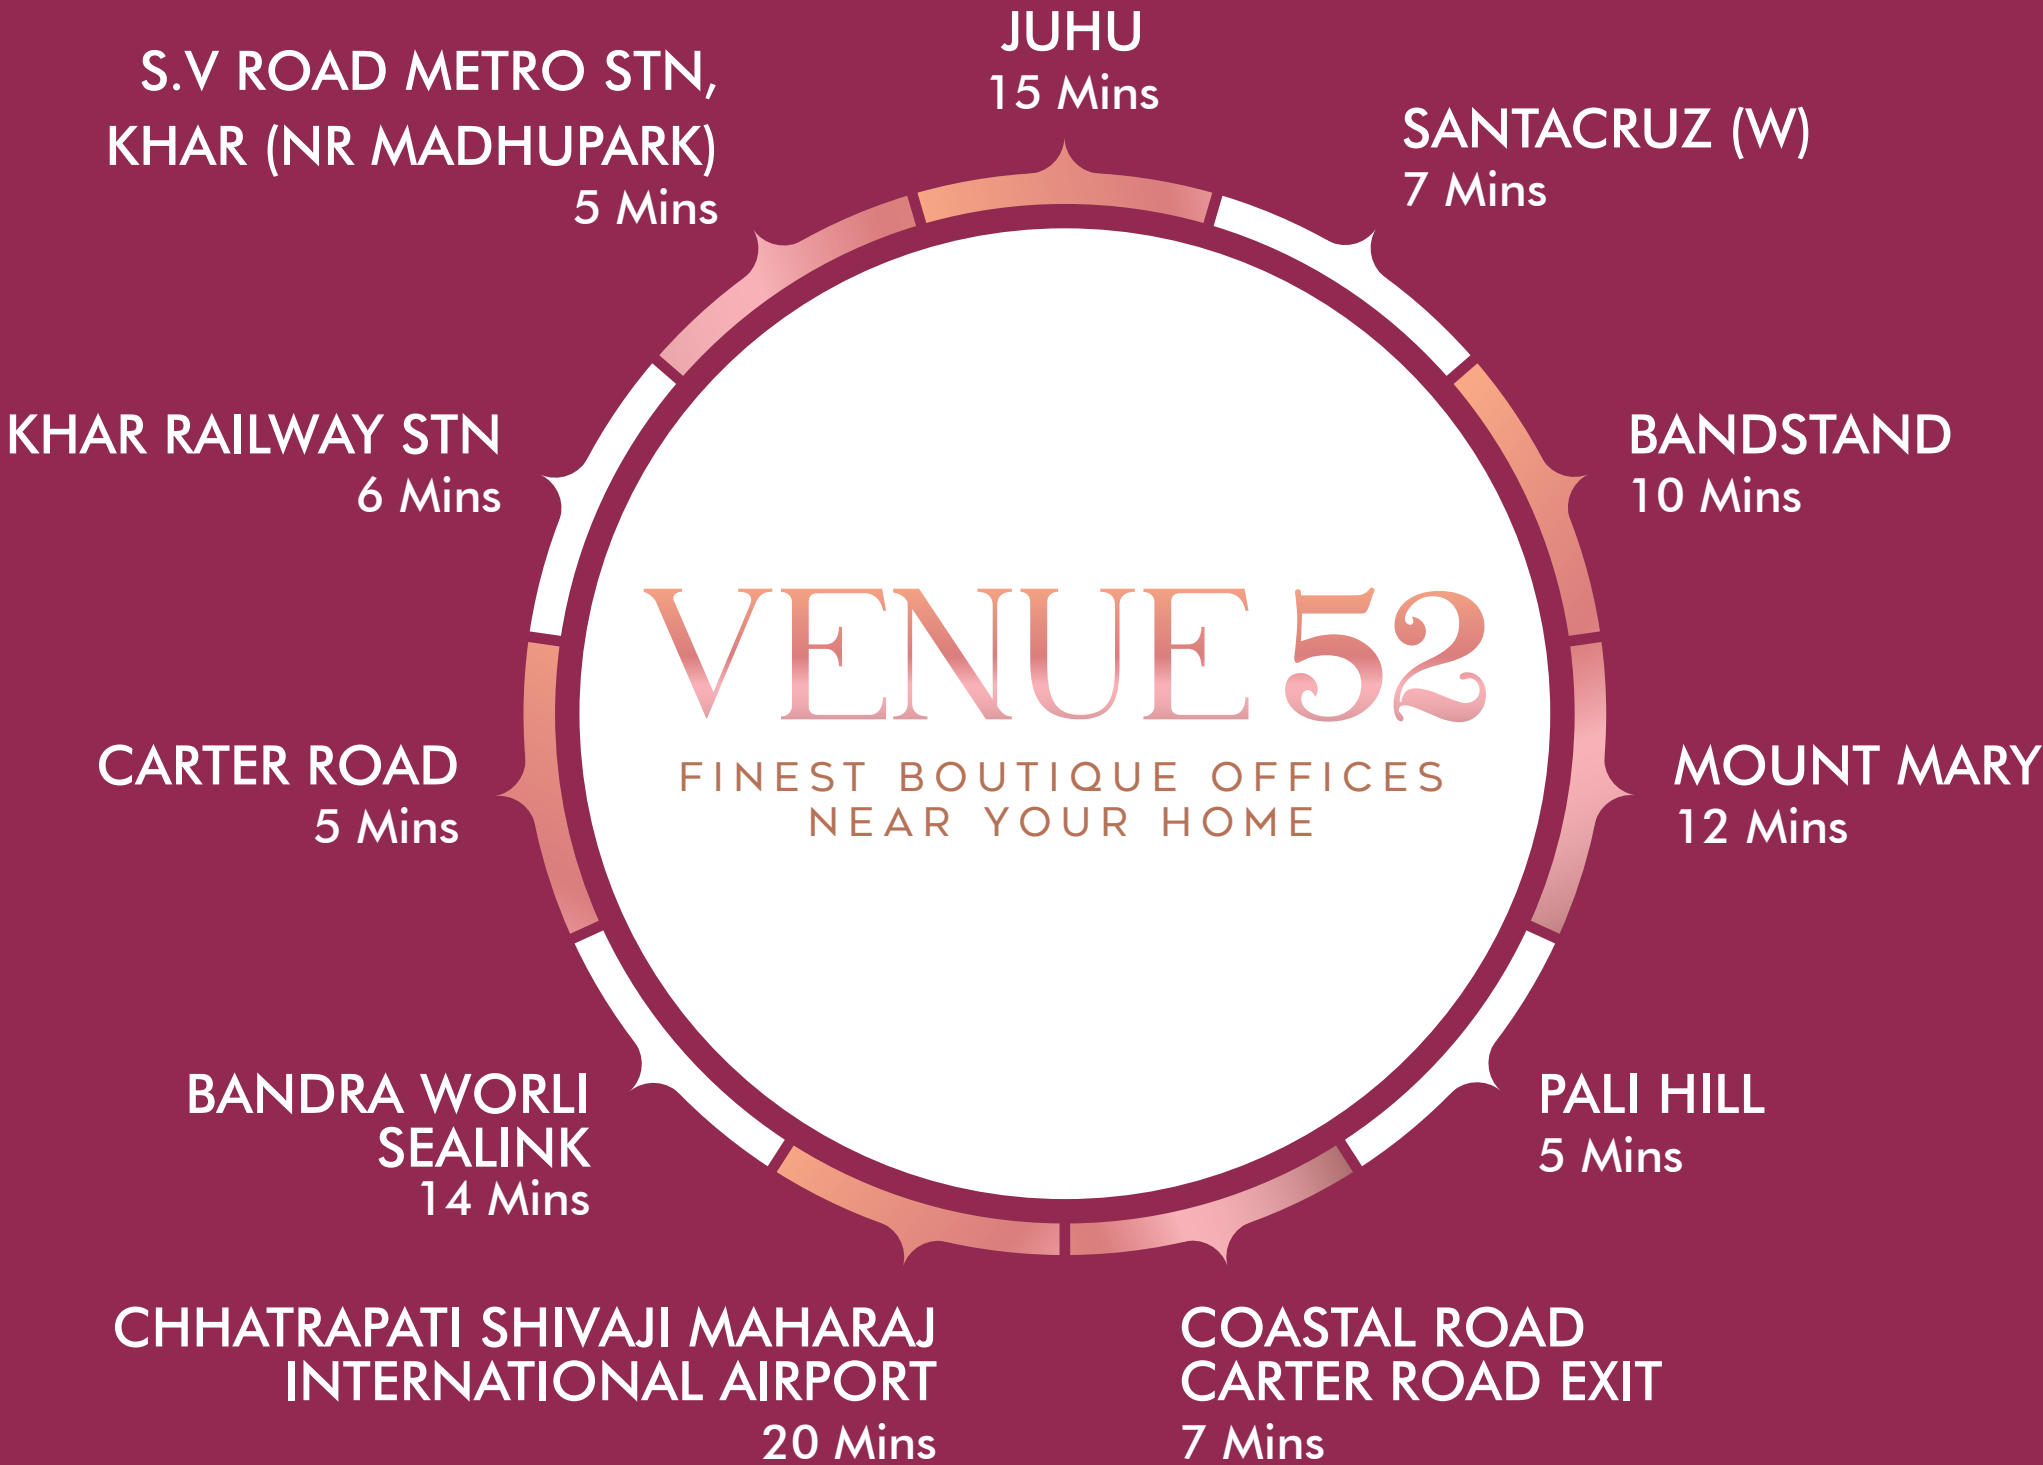 JUHU
15 Mins
S.V ROAD METRO STN,
KHAR (NR MADHUPARK)
5 Mins
SANTACRUZ (W)
7 Mins
KHAR RAILWAY STN
6 Mins
BANDSTAND
10 Mins
VENUE 52
FINEST BOUTIQUE OFFICES
NEAR YOUR HOME
CARTER ROAD
5 Mins
MOUNT MARY
12 Mins
BANDRA WORLI
SEALINK
14 Mins
PALI HILL
5 Mins
CHHATRAPATI SHIVAJI MAHARAJ
INTERNATIONAL AIRPORT
20 Mins
COASTAL ROAD
CARTER ROAD EXIT
7 Mins